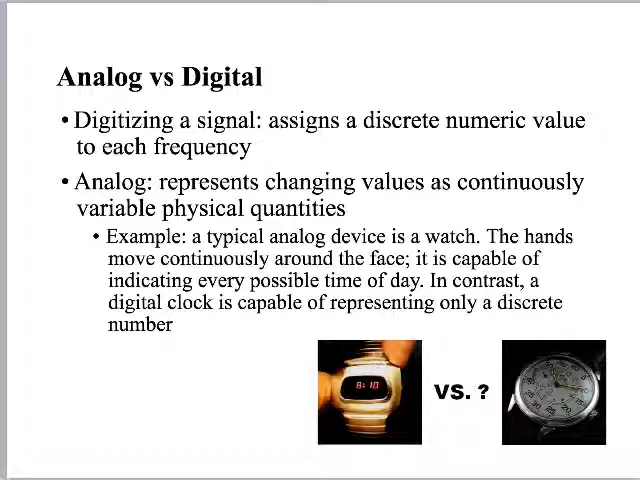 Analog vs Digital
• Digitizing a signal: assigns a discrete numeric value
to each frequency
• Analog: represents changing values as continuously
variable physical quantities
• Example: a typical analog device is a watch. The hands
move continuously around the face; it is capable of
indicating every possible time of day. In contrast, a
digital clock is capable of representing only a discrete
number
8:10
VS. ?